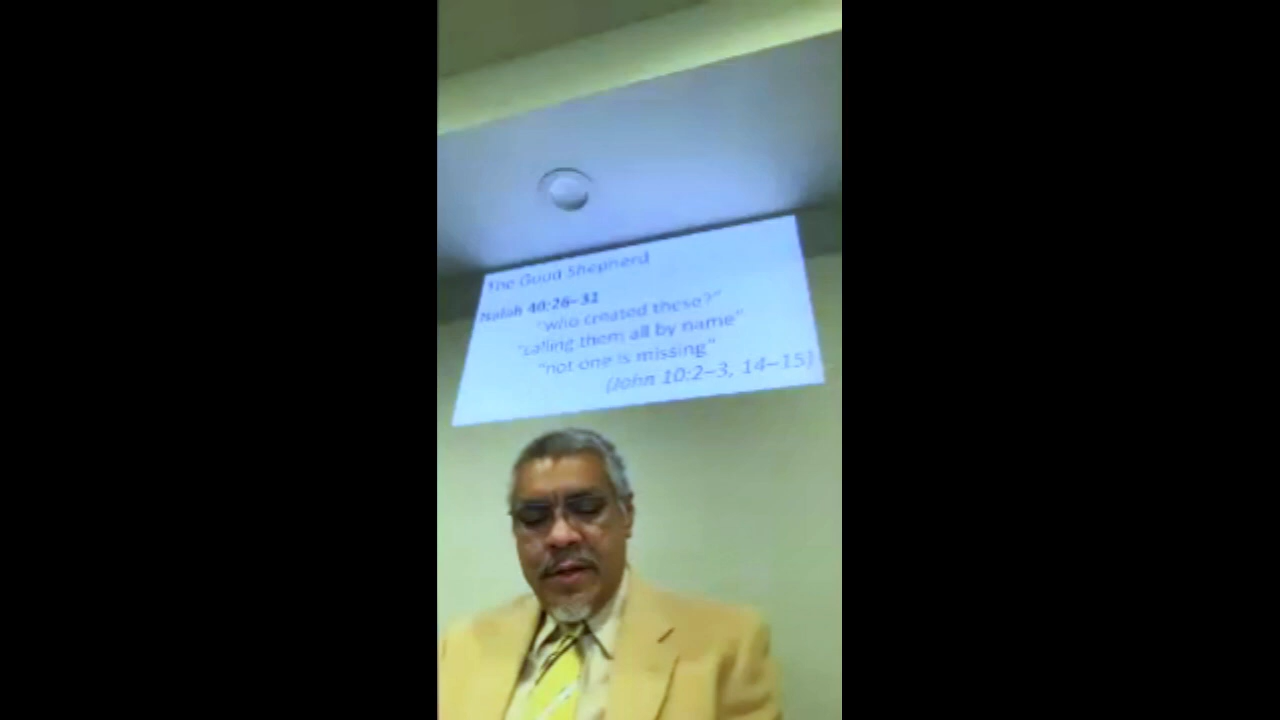 The Good Shepherd
Isaiah 40:26–31
"who created these?"
"calling them all by name"
"not one is missing"
(John 10:2–3, 14–15)